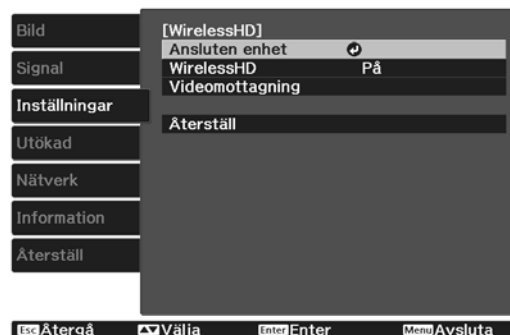 Bild
Signal
Inställningar
Utökad
Nätverk
Information
Återställ
[WirelessHD]
Ansluten enhet
WirelessHD På
Videomottagning
Återställ
Esc Återgå Välja Enter Enter Menu Avsluta